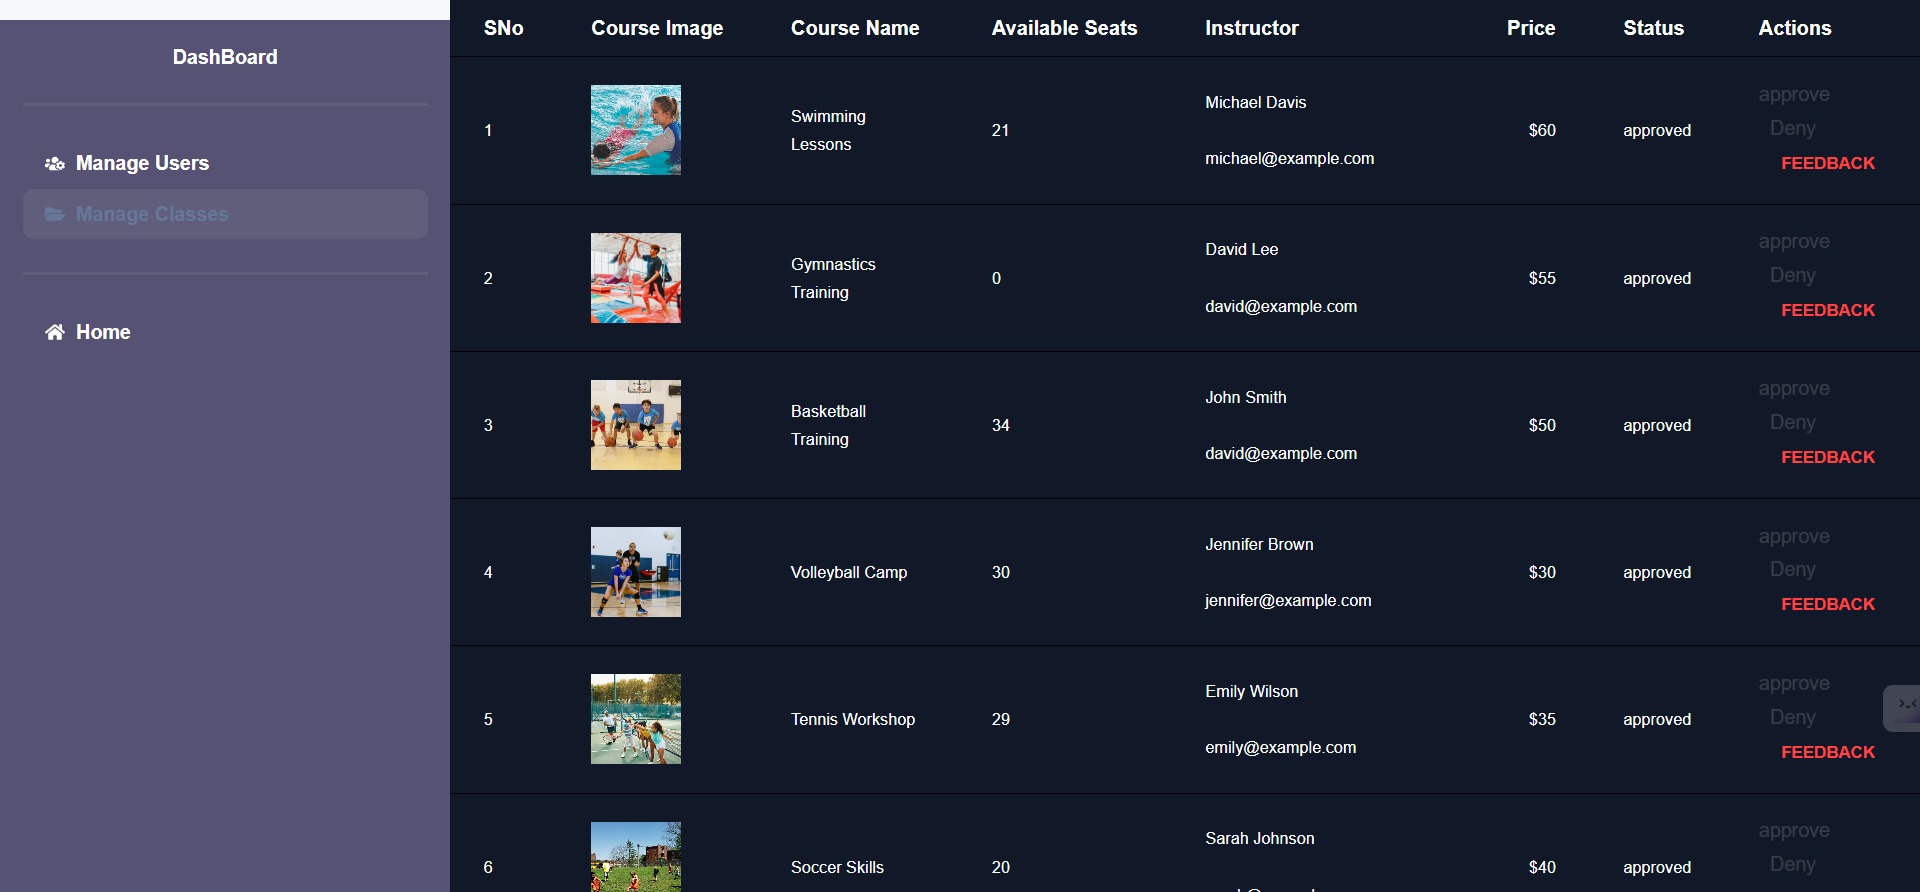 DashBoard
Manage Users
Manage Classes
Home
SNo Course Image Course Name Available Seats Instructor Price Status Actions
1
Swimming
Lessons
21
Michael Davis
michael@example.com
$60
approved
approve
Deny
FEEDBACK
2
Gymnastics
Training
0
David Lee
david@example.com
$55
approved
approve
Deny
FEEDBACK
3
Basketball
Training
34
John Smith
david@example.com
$50
approved
approve
Deny
FEEDBACK
4
Volleyball Camp
30
Jennifer Brown
jennifer@example.com
$30
approved
approve
Deny
FEEDBACK
5
Tennis Workshop
29
Emily Wilson
emily@example.com
$35
approved
approve
Deny
FEEDBACK
6
Soccer Skills
20
Sarah Johnson
$40
approved
approve
Deny